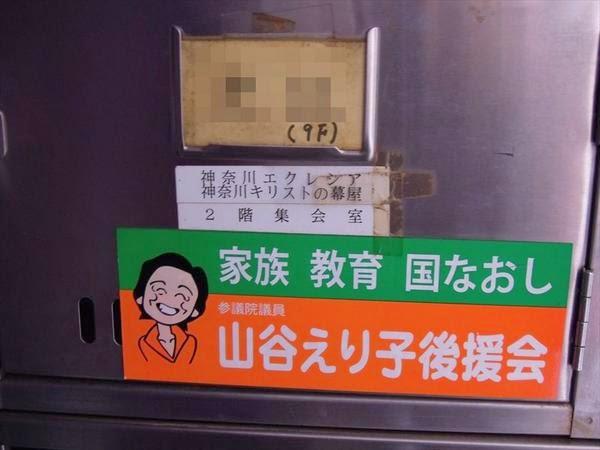 (9F)
神奈川エクレシア
神奈川キリストの幕屋
2階集会室
家族 教育 国なおし
参議院議員
山谷えり子後援会